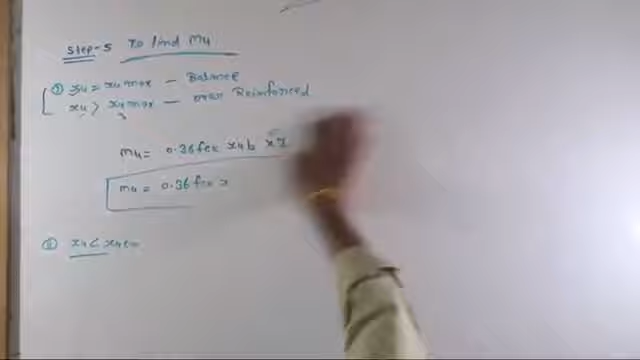 Step-5 To find Mu
① xu = xu max — Balance
xu > xu max — over Reinforced
Mu = 0.36 fck xu b x z
Mu = 0.36 fck x
② xu < xu